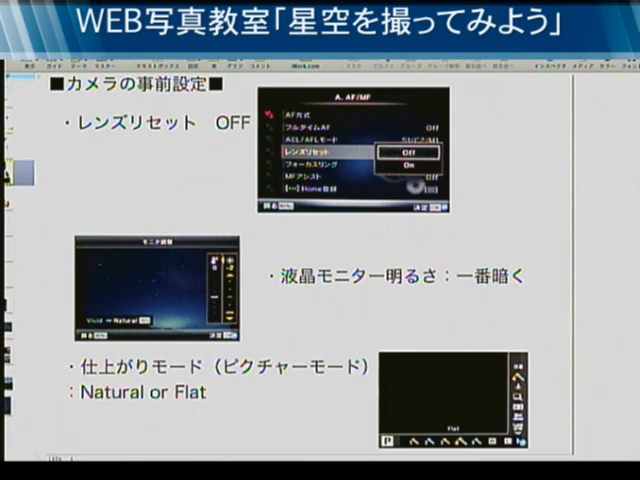 WEB写真教室「星空を撮ってみよう」
■カメラの事前設定■
・レンズリセット OFF
A. AF/MF
AF方式
フルタイムAF Off
AEL/AFLモード S1/C2/M1
レンズリセット Off
フォーカスリング On
MFアシスト Off
[･･･] Home登録
モニタ調整
Vivid ↔ Natural
・液晶モニター明るさ：一番暗く
・仕上がりモード（ピクチャーモード）
：Natural or Flat
Flat
P